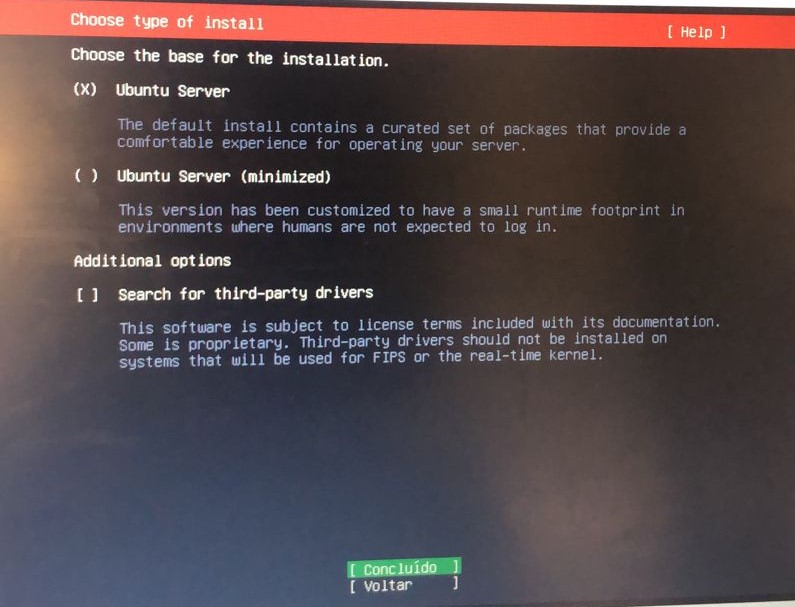 Choose type of install
[ Help ]
Choose the base for the installation.
(X) Ubuntu Server
The default install contains a curated set of packages that provide a
comfortable experience for operating your server.
( ) Ubuntu Server (minimized)
This version has been customized to have a small runtime footprint in
environments where humans are not expected to log in.
Additional options
[ ] Search for third-party drivers
This software is subject to license terms included with its documentation.
Some is proprietary. Third-party drivers should not be installed on
systems that will be used for FIPS or the real-time kernel.
[ Concluído ]
[ Voltar ]